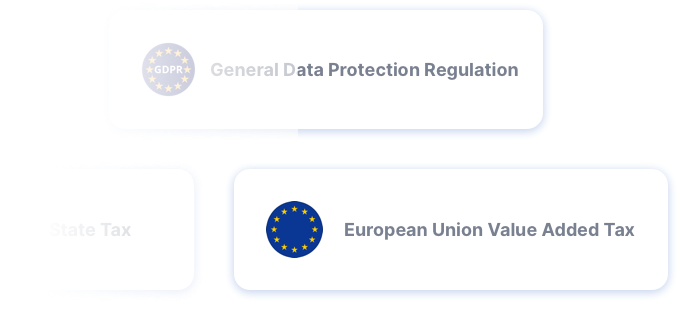 GDPR
General Data Protection Regulation
State Tax
European Union Value Added Tax